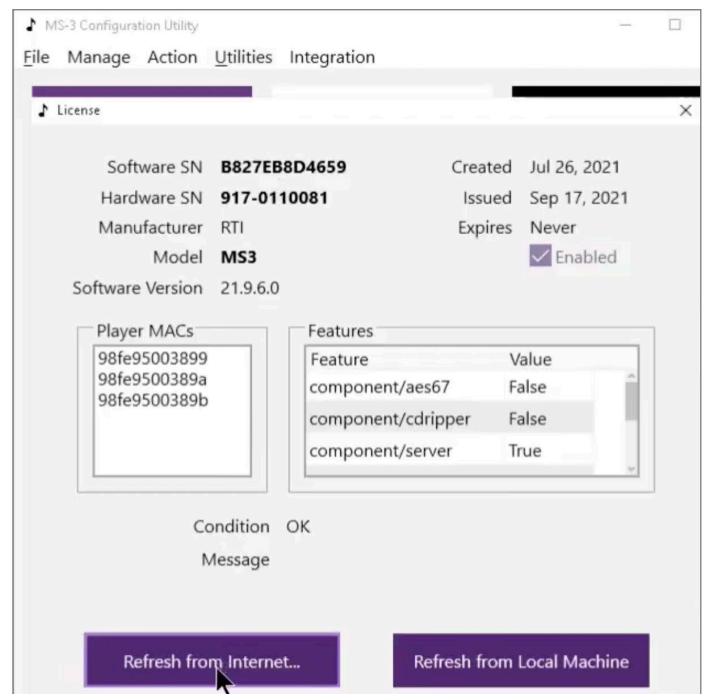 MS-3 Configuration Utility
File Manage Action Utilities Integration
License
Software SN B827EB8D4659 Created Jul 26, 2021
Hardware SN 917-0110081 Issued Sep 17, 2021
Manufacturer RTI Expires Never
Model MS3 Enabled
Software Version 21.9.6.0
Player MACs
98fe95003899
98fe9500389a
98fe9500389b
Features
Feature Value
component/aes67 False
component/cdripper False
component/server True
Condition OK
Message
Refresh from Internet... Refresh from Local Machine